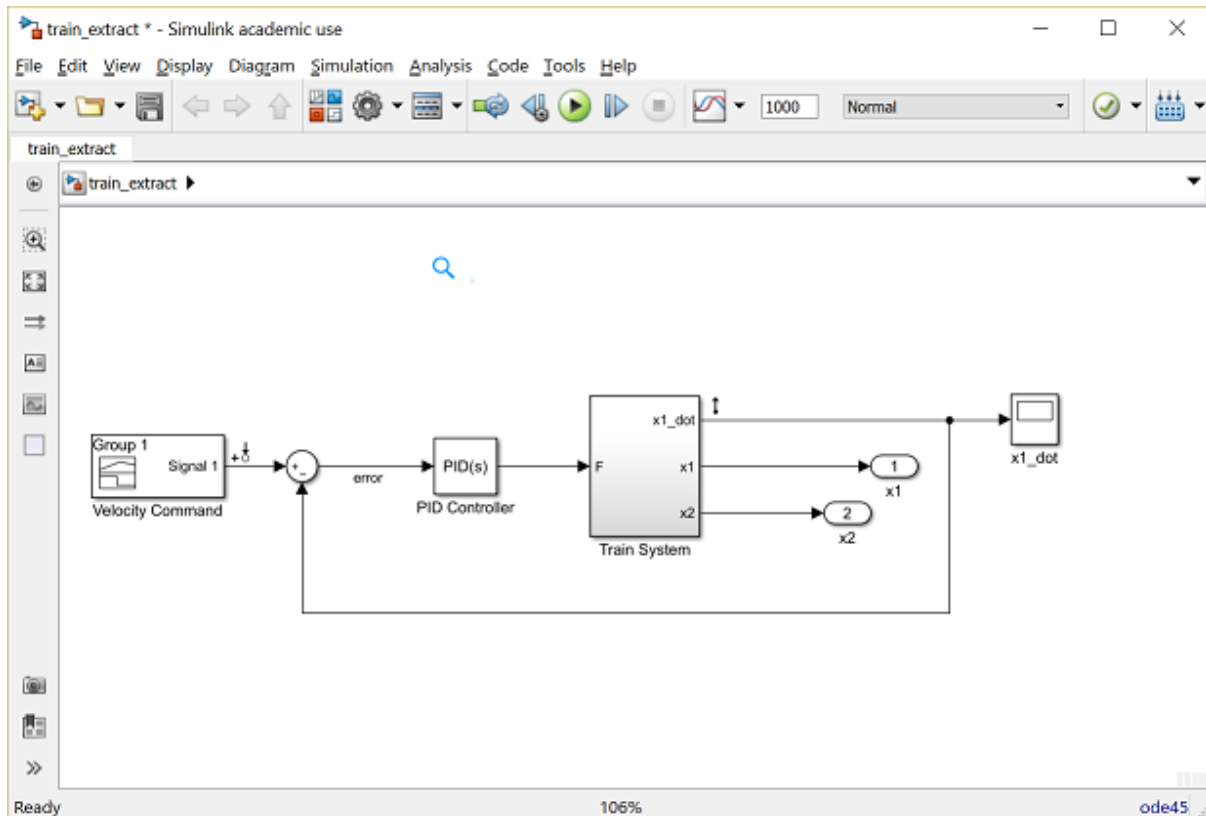 train_extract * - Simulink academic use
File Edit View Display Diagram Simulation Analysis Code Tools Help
1000 Normal
train_extract
train_extract
Group 1
Signal 1
Velocity Command
+
-
error
PID(s)
PID Controller
F
x1_dot
x1
x2
Train System
x1_dot
1
x1
2
x2
Ready 106% ode45